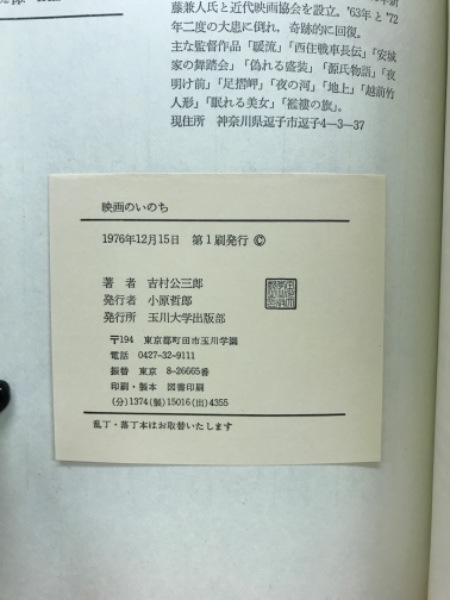 藤兼人氏と近代映画協会を設立。'63年と'72
年二度の大患に倒れ，奇跡的に回復。
主な監督作品「暖流」「西住戦車長伝」『安城
家の舞踏会」「偽れる盛装」「源氏物語」「夜
明け前」「足摺岬」「夜の河」「地上」「越前竹
人形」「眠れる美女」「襤褸の旗」。
現住所　神奈川県逗子市逗子4—3—37
映画のいのち
1976年12月15日　第1刷発行 ©
著　者　吉村公三郎
発行者　小原哲郎
発行所　玉川大学出版部
〒194　東京都町田市玉川学園
電話　0427-32-9111
振替　東京　8-26665番
印刷・製本　図書印刷
(分)1374(製)15016(出)4355
乱丁・落丁本はお取替いたします